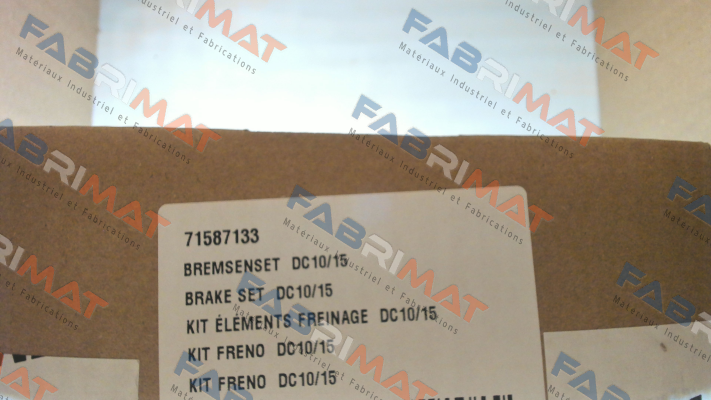 71587133
BREMSENSET DC10/15
BRAKE SET DC10/15
KIT ÉLÉMENTS FREINAGE DC10/15
KIT FRENO DC10/15
KIT FRENO DC10/15
FABRIMAT
Materiaux Industriel et Fabrications